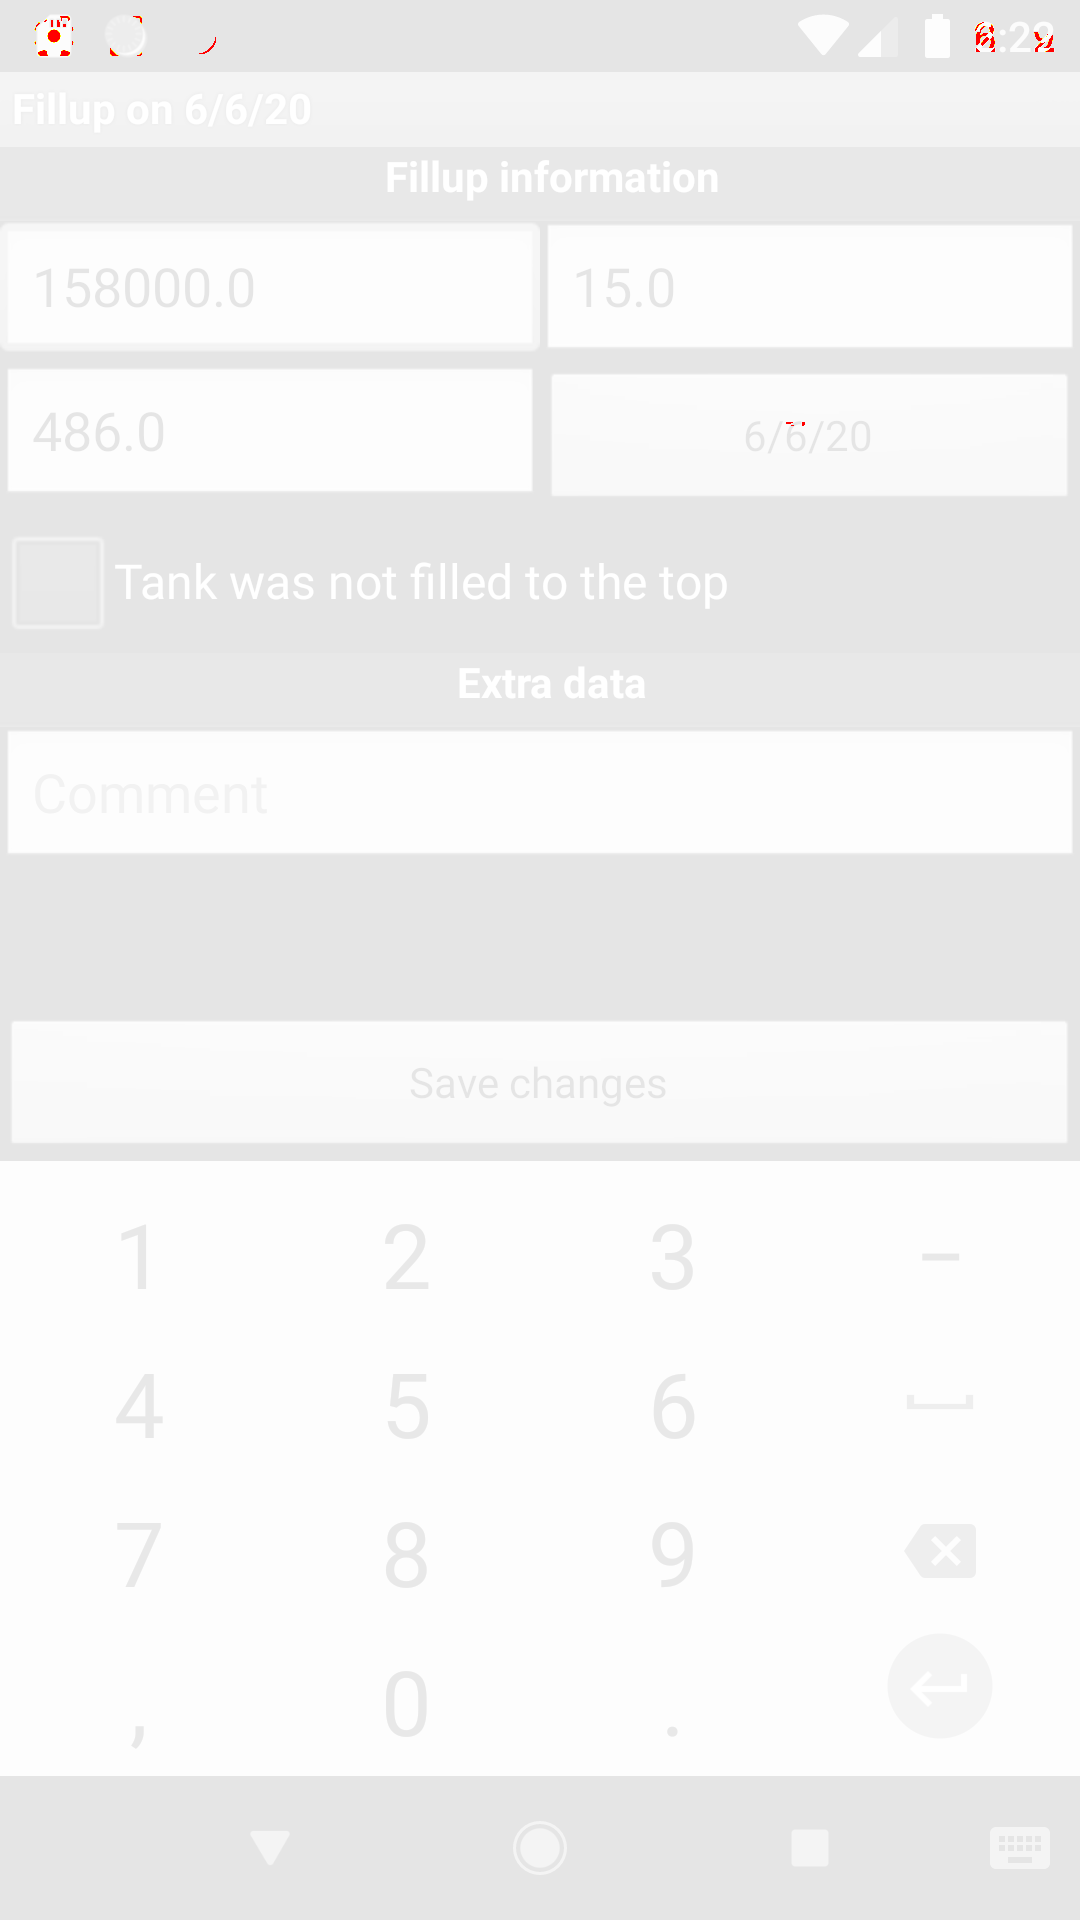 Fillup on 6/6/20
Fillup information
158000.0 15.0
486.0 6/6/20
Tank was not filled to the top
Extra data
Comment
Save changes
1 2 3 –
4 5 6
7 8 9
, 0 .